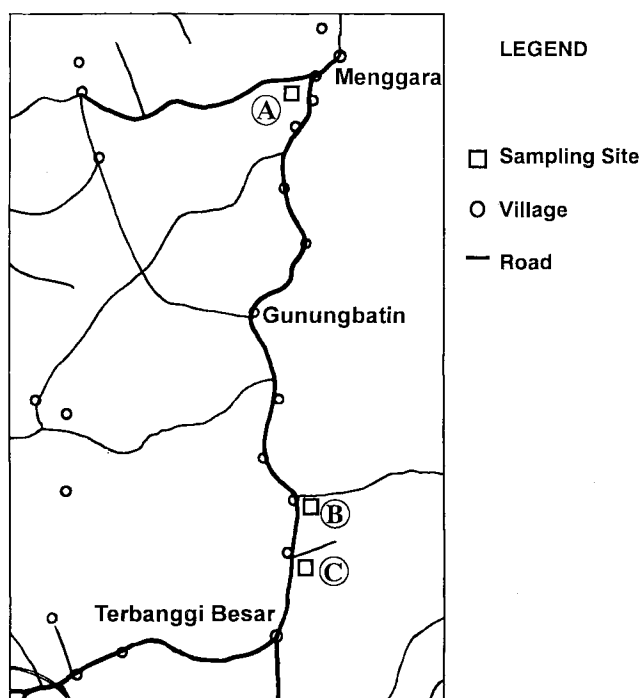 LEGEND
Menggara
A
Sampling Site
Village
Road
Gunungbatin
B
C
Terbanggi Besar